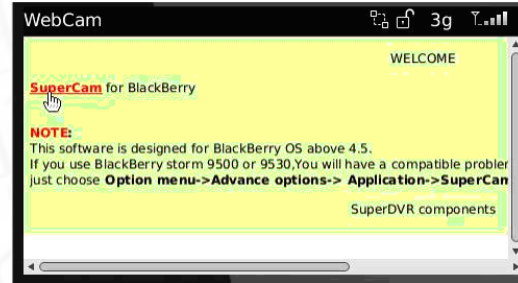 WebCam 3g
WELCOME
SuperCam for BlackBerry
NOTE:
This software is designed for BlackBerry OS above 4.5.
If you use BlackBerry storm 9500 or 9530,You will have a compatible
just choose Option menu->Advance options-> Application->SuperCam
SuperDVR components